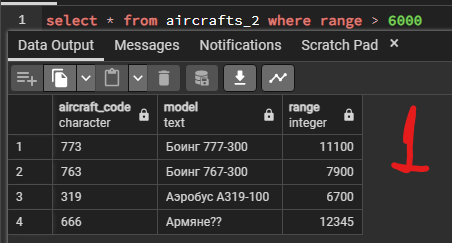 1 select * from aircrafts_2 where range > 6000
Data Output Messages Notifications Scratch Pad ×
aircraft_code character model text range integer
1 773 Боинг 777-300 11100
2 763 Боинг 767-300 7900
3 319 Аэробус A319-100 6700
4 666 Армяне?? 12345
1